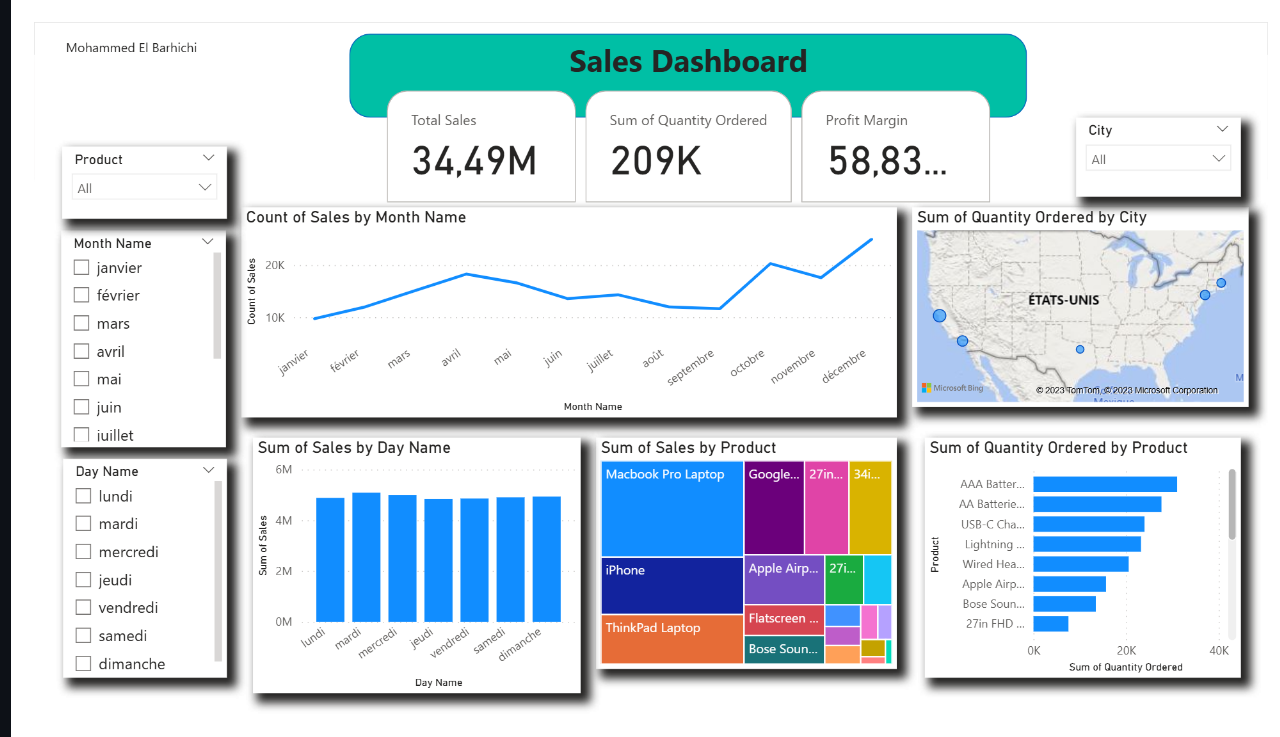 Mohammed El Barhichi
Sales Dashboard
Total Sales
34,49M
Sum of Quantity Ordered
209K
Profit Margin
58,83...
Product
All
City
All
Month Name
janvier
février
mars
avril
mai
juin
juillet
Count of Sales by Month Name
Count of Sales
20K
10K
janvier
février
mars
avril
mai
juin
juillet
août
septembre
octobre
novembre
décembre
Month Name
Sum of Quantity Ordered by City
ÉTATS-UNIS
Microsoft Bing
© 2023 TomTom, © 2023 Microsoft Corporation
M
Mexique
Day Name
lundi
mardi
mercredi
jeudi
vendredi
samedi
dimanche
Sum of Sales by Day Name
Sum of Sales
6M
4M
2M
0M
lundi
mardi
mercredi
jeudi
vendredi
samedi
dimanche
Day Name
Sum of Sales by Product
Macbook Pro Laptop
Google...
27in...
34i...
iPhone
Apple Airp...
27i...
ThinkPad Laptop
Flatscreen ...
Bose Soun...
Sum of Quantity Ordered by Product
Product
AAA Batter...
AA Batterie...
USB-C Cha...
Lightning ...
Wired Hea...
Apple Airp...
Bose Soun...
27in FHD ...
0K
20K
40K
Sum of Quantity Ordered